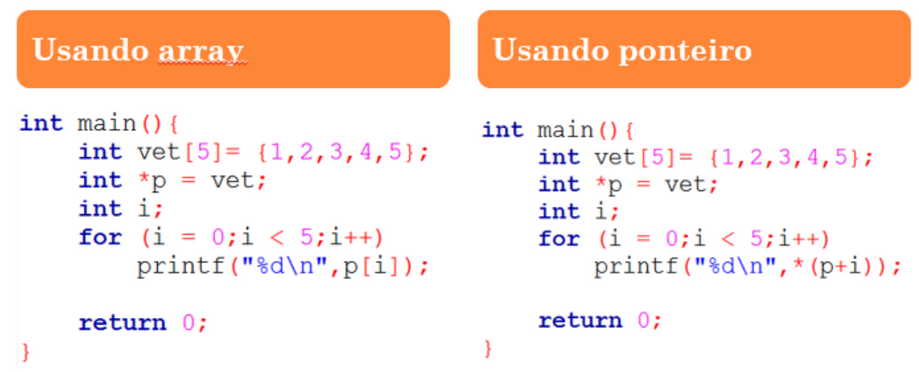 Usando array
int main(){
    int vet[5]= {1,2,3,4,5};
    int *p = vet;
    int i;
    for (i = 0;i < 5;i++)
        printf("%d\n",p[i]);
    return 0;
}
Usando ponteiro
int main(){
    int vet[5]= {1,2,3,4,5};
    int *p = vet;
    int i;
    for (i = 0;i < 5;i++)
        printf("%d\n",*(p+i));
    return 0;
}